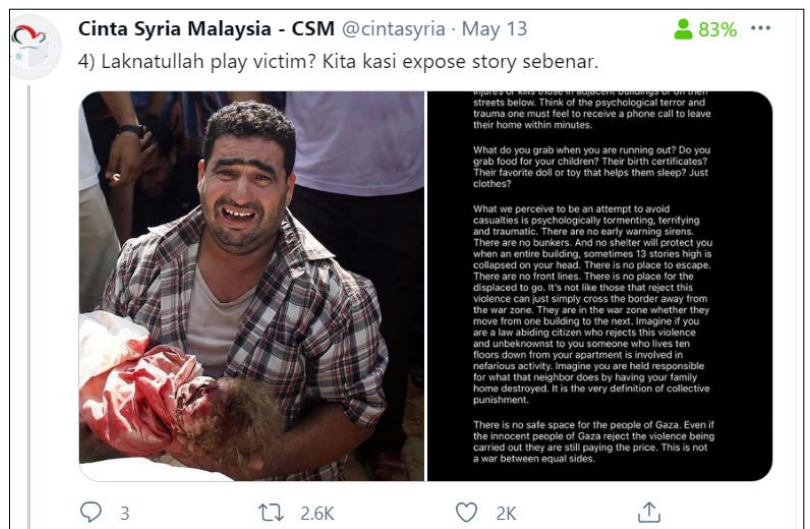 Cinta Syria Malaysia - CSM @cintasyria · May 13 83%
4) Laknatullah play victim? Kita kasi expose story sebenar.
injures or kills those in adjacent buildings or on their
streets below. Think of the psychological terror and
trauma one must feel to receive a phone call to leave
their home within minutes.
What do you grab when you are running out? Do you
grab food for your children? Their birth certificates?
Their favorite doll or toy that helps them sleep? Just
clothes?
What we perceive to be an attempt to avoid
casualties is psychologically tormenting, terrifying
and traumatic. There are no early warning sirens.
There are no bunkers. And no shelter will protect you
when an entire building, sometimes 13 stories high is
collapsed on your head. There is no place to escape.
There are no front lines. There is no place for the
displaced to go. It's not like those that reject this
violence can just simply cross the border away from
the war zone. They are in the war zone whether they
move from one building to the next. Imagine if you
are a law abiding citizen who rejects this violence
and unbeknownst to you someone who lives ten
floors down from your apartment is involved in
nefarious activity. Imagine you are held responsible
for what that neighbor does by having your family
home destroyed. It is the very definition of collective
punishment.
There is no safe space for the people of Gaza. Even if
the innocent people of Gaza reject the violence being
carried out they are still paying the price. This is not
a war between equal sides.
3 2.6K 2K